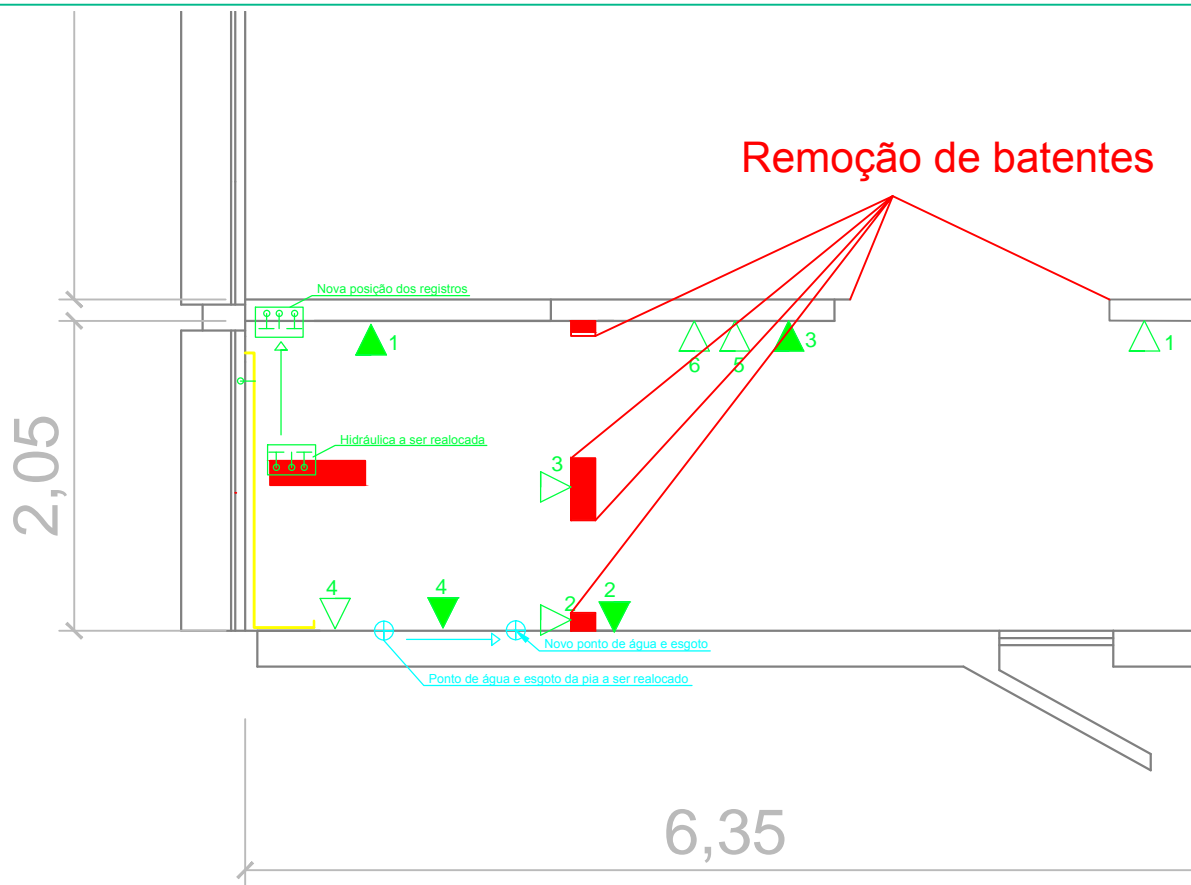 Remoção de batentes
Nova posição dos registros
1
6
5
3
1
2,05
Hidráulica a ser realocada
3
4
4
2
2
Novo ponto de água e esgoto
Ponto de água e esgoto da pia a ser realocado
6,35